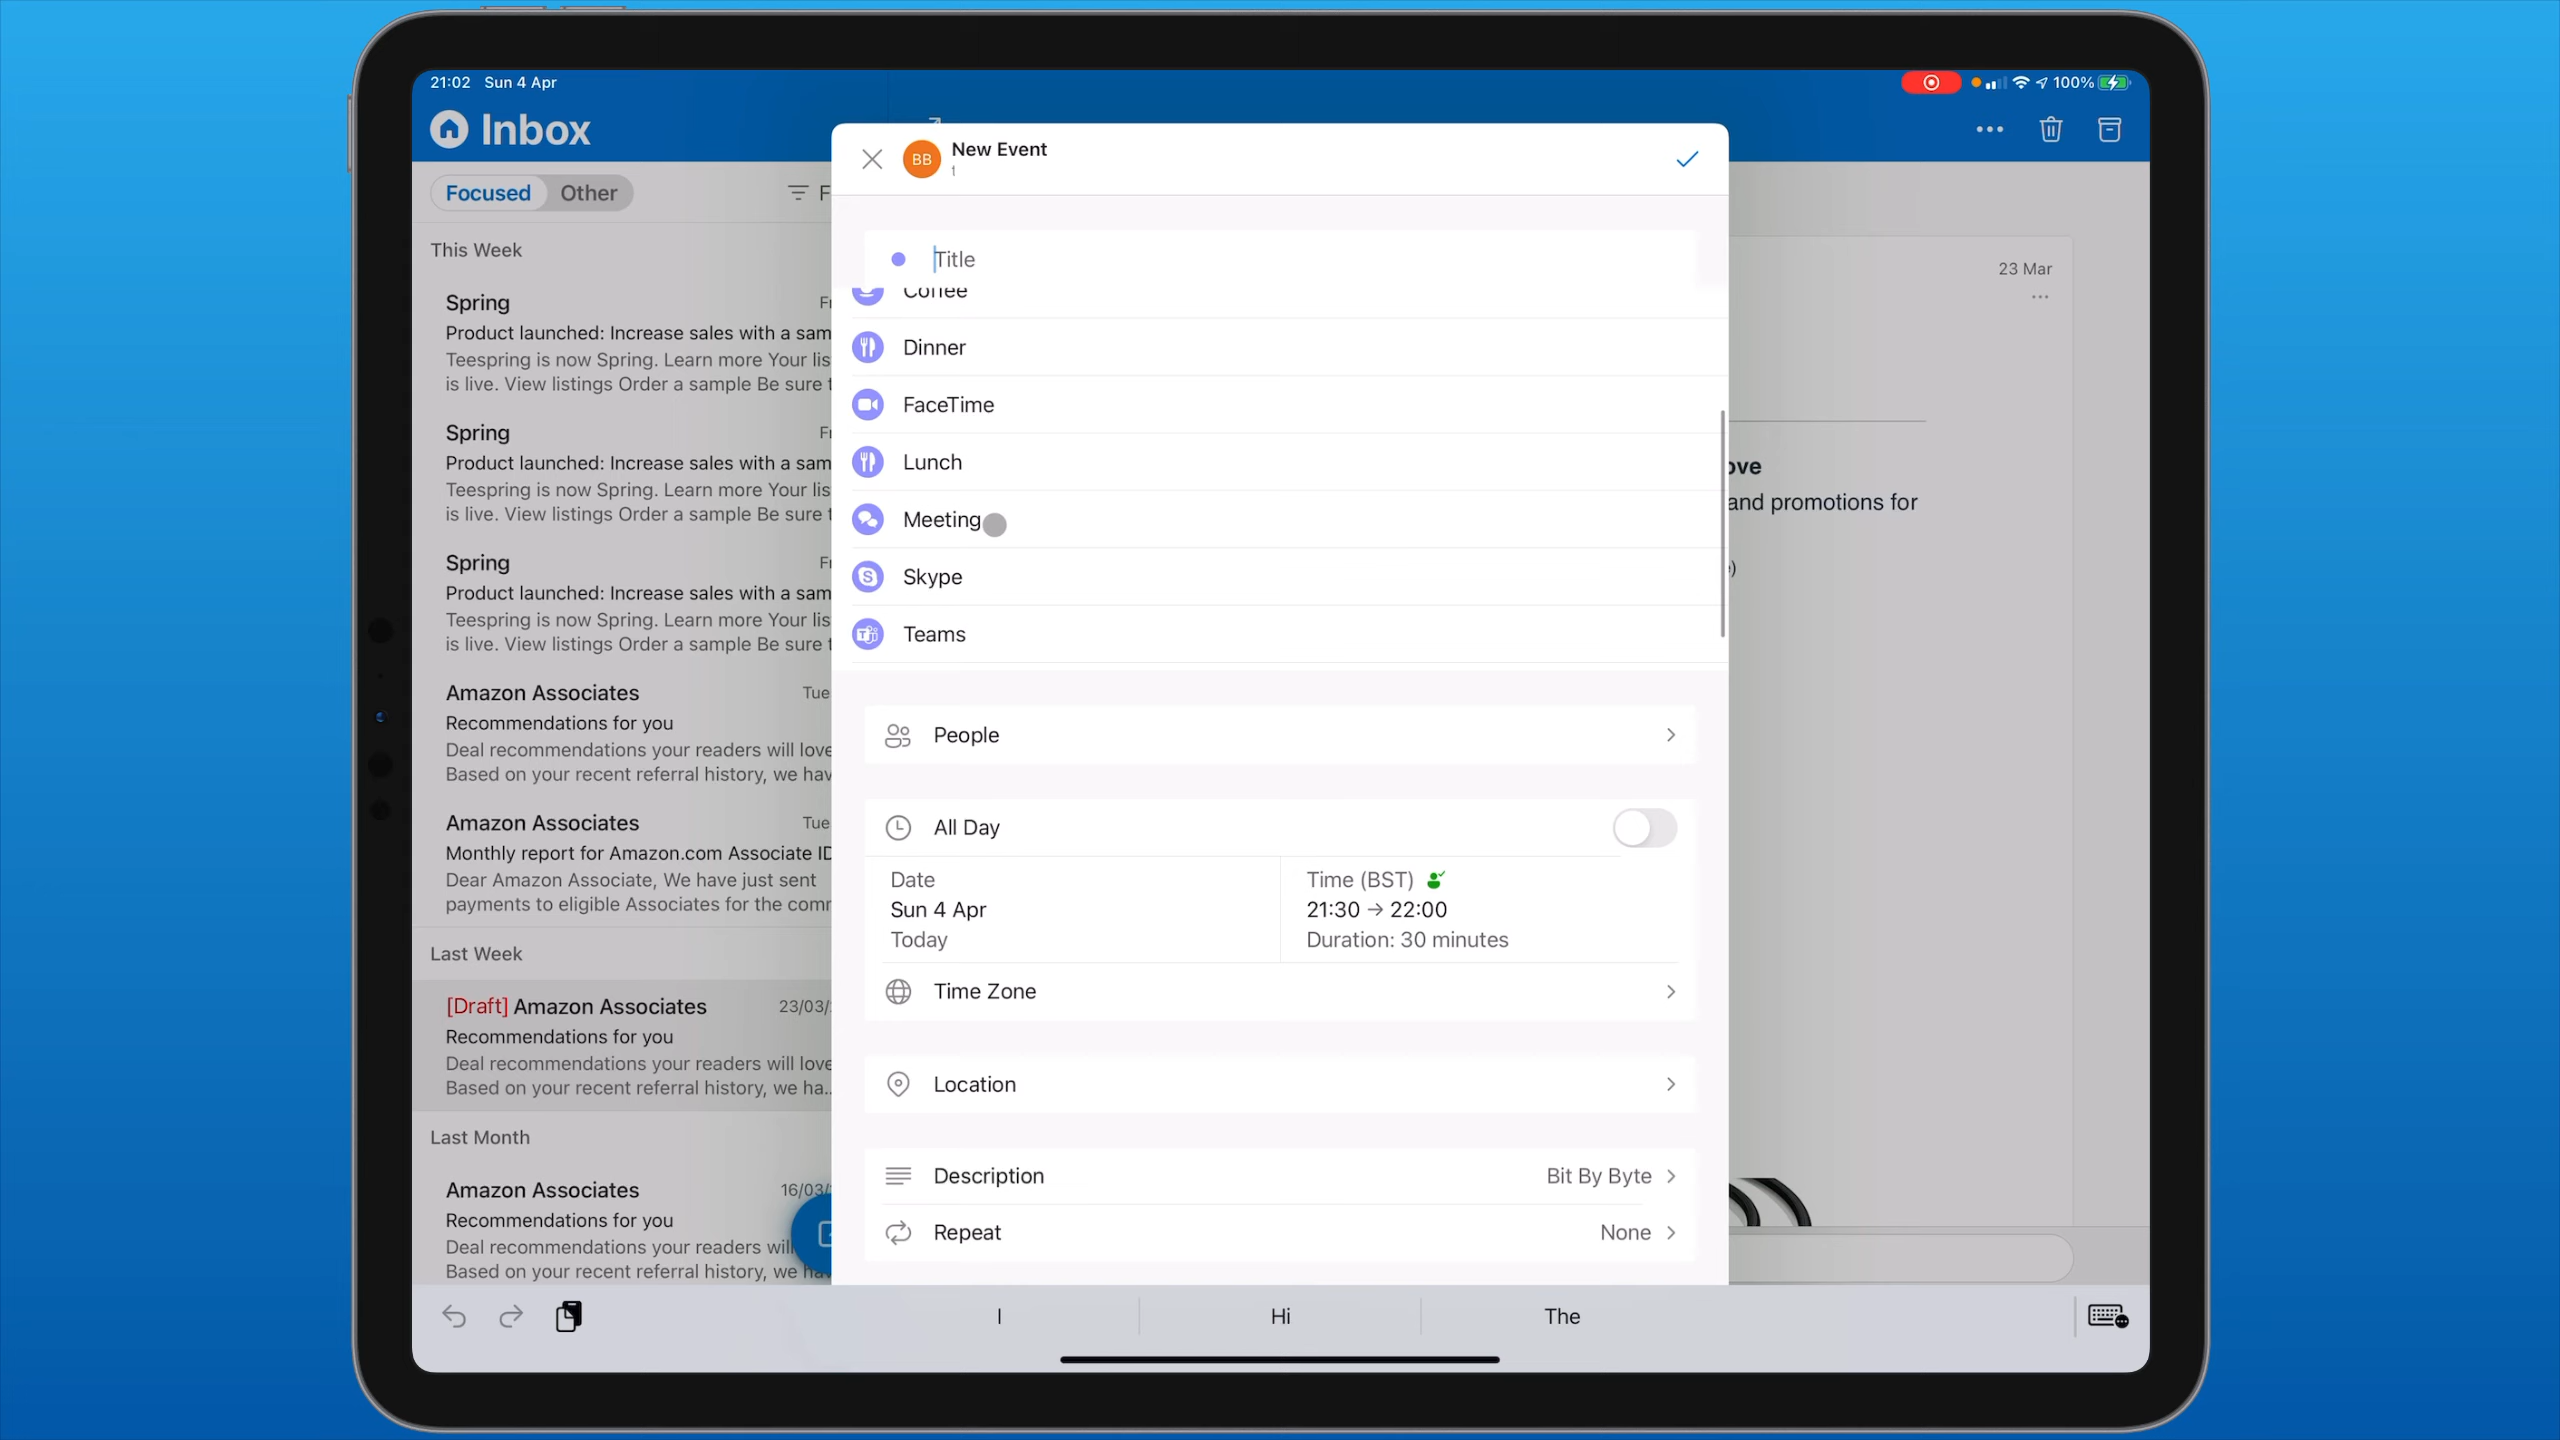 21:02 Sun 4 Apr
100%
Inbox
Focused Other
This Week
Spring
Product launched: Increase sales with a sam
Teespring is now Spring. Learn more Your lis
is live. View listings Order a sample Be sure
Spring
Product launched: Increase sales with a sam
Teespring is now Spring. Learn more Your lis
is live. View listings Order a sample Be sure
Spring
Product launched: Increase sales with a sam
Teespring is now Spring. Learn more Your lis
is live. View listings Order a sample Be sure
Amazon Associates Tue
Recommendations for you
Deal recommendations your readers will love
Based on your recent referral history, we hav
Amazon Associates Tue
Monthly report for Amazon.com Associate ID
Dear Amazon Associate, We have just sent
payments to eligible Associates for the com
Last Week
[Draft] Amazon Associates 23/03/
Recommendations for you
Deal recommendations your readers will love
Based on your recent referral history, we ha...
Last Month
Amazon Associates 16/03/
Recommendations for you
Deal recommendations your readers will
Based on your recent referral history, we ha
BB New Event
Title
Coffee
Dinner
FaceTime
Lunch
Meeting
Skype
Teams
People
All Day
Date
Sun 4 Apr
Today
Time (BST)
21:30 → 22:00
Duration: 30 minutes
Time Zone
Location
Description Bit By Byte
Repeat None
23 Mar
ove
and promotions for
I Hi The